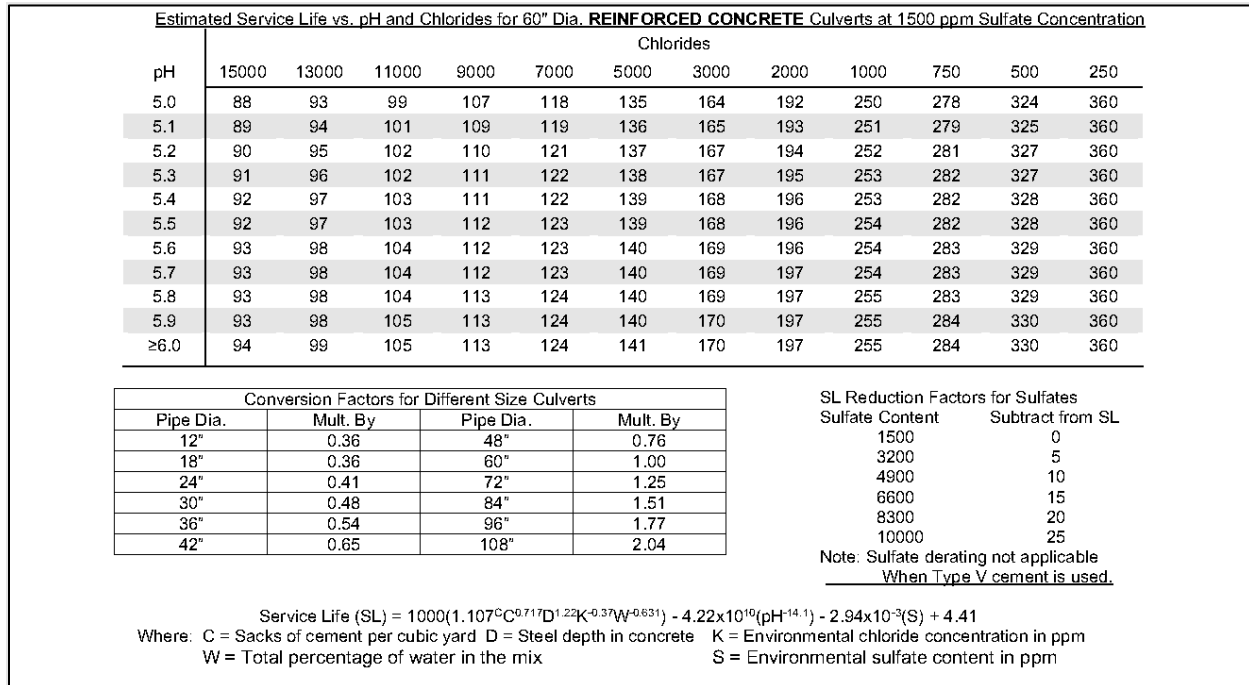 Estimated Service Life vs. pH and Chlorides for 60" Dia. REINFORCED CONCRETE Culverts at 1500 ppm Sulfate Concentration
Chlorides
pH 15000 13000 11000 9000 7000 5000 3000 2000 1000 750 500 250
5.0 88 93 99 107 118 135 164 192 250 278 324 360
5.1 89 94 101 109 119 136 165 193 251 279 325 360
5.2 90 95 102 110 121 137 167 194 252 281 327 360
5.3 91 96 102 111 122 138 167 195 253 282 327 360
5.4 92 97 103 111 122 139 168 196 253 282 328 360
5.5 92 97 103 112 123 139 168 196 254 282 328 360
5.6 93 98 104 112 123 140 169 196 254 283 329 360
5.7 93 98 104 112 123 140 169 197 254 283 329 360
5.8 93 98 104 113 124 140 169 197 255 283 329 360
5.9 93 98 105 113 124 140 170 197 255 284 330 360
≥6.0 94 99 105 113 124 141 170 197 255 284 330 360
Conversion Factors for Different Size Culverts
Pipe Dia. Mult. By Pipe Dia. Mult. By
12" 0.36 48" 0.76
18" 0.36 60" 1.00
24" 0.41 72" 1.25
30" 0.48 84" 1.51
36" 0.54 96" 1.77
42" 0.65 108" 2.04
SL Reduction Factors for Sulfates
Sulfate Content Subtract from SL
1500 0
3200 5
4900 10
6600 15
8300 20
10000 25
Note: Sulfate derating not applicable
When Type V cement is used.
Service Life (SL) = 1000(1.107^C C^0.717 D^1.22 K^-0.37 W^-0.631) - 4.22x10^10(pH^-14.1) - 2.94x10^-3(S) + 4.41
Where: C = Sacks of cement per cubic yard D = Steel depth in concrete K = Environmental chloride concentration in ppm
W = Total percentage of water in the mix S = Environmental sulfate content in ppm